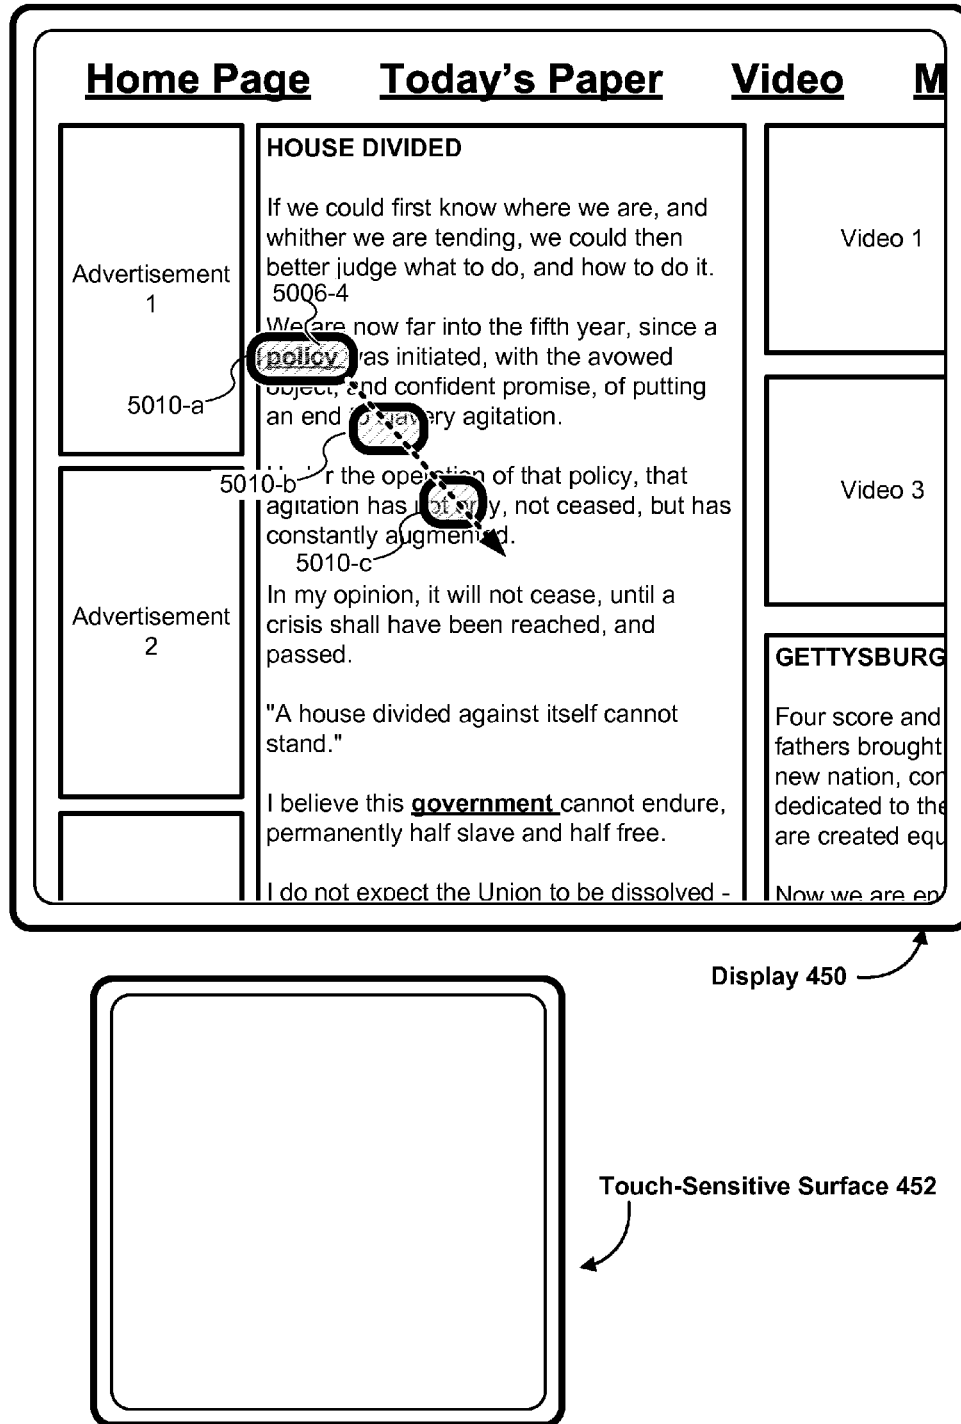 Home Page Today's Paper Video M
Advertisement
1
Advertisement
2
HOUSE DIVIDED
If we could first know where we are, and
whither we are tending, we could then
better judge what to do, and how to do it.
5006-4
We are now far into the fifth year, since a
policy was initiated, with the avowed
object, and confident promise, of putting
an end to slavery agitation.
5010-a
5010-b
r the operation of that policy, that
agitation has not only, not ceased, but has
constantly augmented.
5010-c
In my opinion, it will not cease, until a
crisis shall have been reached, and
passed.
"A house divided against itself cannot
stand."
I believe this government cannot endure,
permanently half slave and half free.
I do not expect the Union to be dissolved -
Video 1
Video 3
GETTYSBURG
Four score and
fathers brought
new nation, con
dedicated to the
are created equ
Now we are en
Display 450
Touch-Sensitive Surface 452